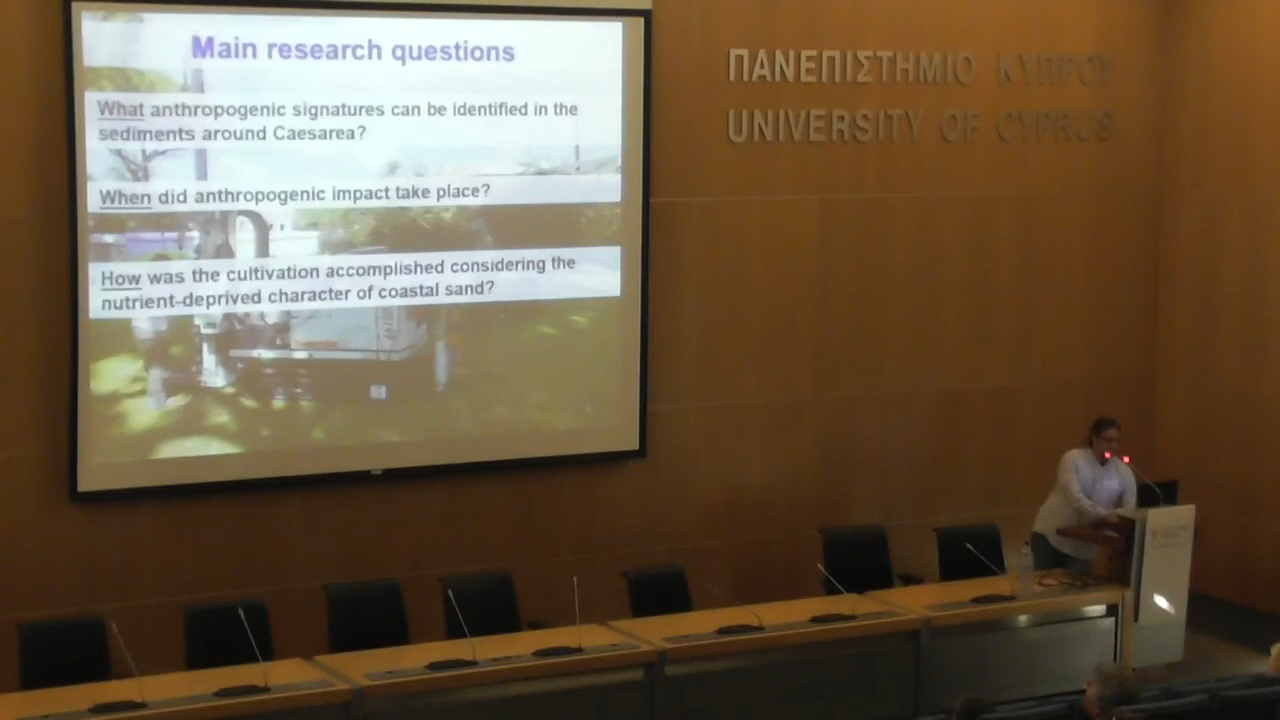 Main research questions
What anthropogenic signatures can be identified in the
sediments around Caesarea?
When did anthropogenic impact take place?
How was the cultivation accomplished considering the
nutrient-deprived character of coastal sand?
ΠΑΝΕΠΙΣΤΗΜΙΟ ΚΥΠΡΟΥ
UNIVERSITY OF CYPRUS